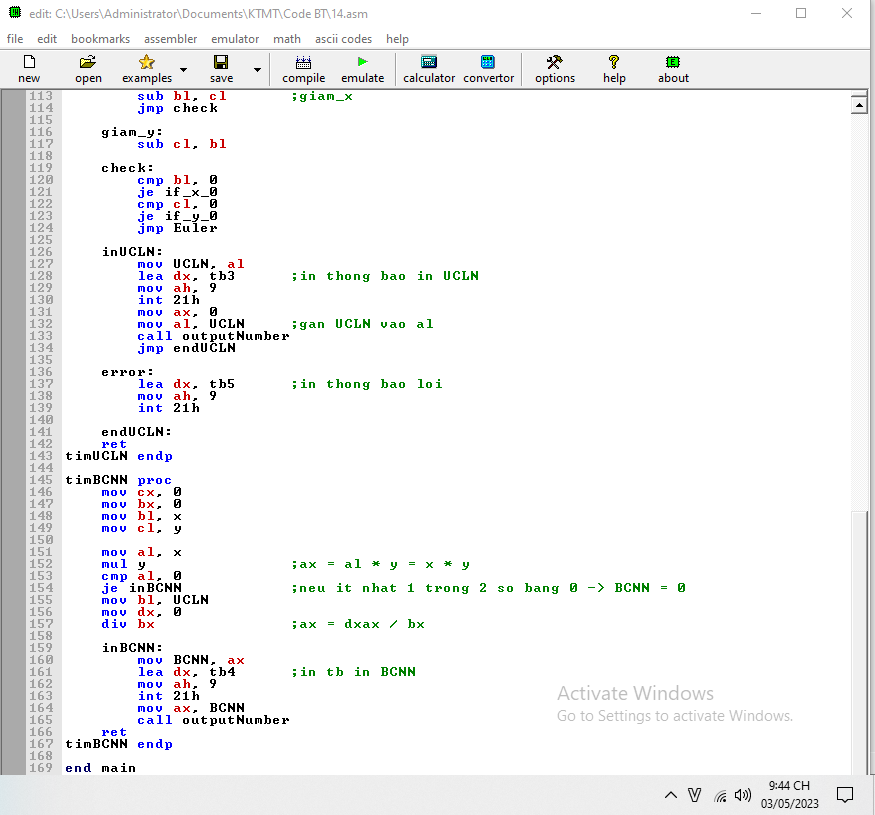 edit: C:\Users\Administrator\Documents\KTMT\Code BT\14.asm
file edit bookmarks assembler emulator math ascii codes help
new open examples save compile emulate calculator convertor options help about
113 sub bl, cl ;giam_x
114 jmp check
115
116 giam_y:
117 sub cl, bl
118
119 check:
120 cmp bl, 0
121 je if_x_0
122 cmp cl, 0
123 je if_y_0
124 jmp Euler
125
126 inUCLN:
127 mov UCLN, al
128 lea dx, tb3 ;in thong bao in UCLN
129 mov ah, 9
130 int 21h
131 mov ax, 0
132 mov al, UCLN ;gan UCLN vao al
133 call outputNumber
134 jmp endUCLN
135
136 error:
137 lea dx, tb5 ;in thong bao loi
138 mov ah, 9
139 int 21h
140
141 endUCLN:
142 ret
143 timUCLN endp
144
145 timBCNN proc
146 mov cx, 0
147 mov bx, 0
148 mov bl, x
149 mov cl, y
150
151 mov al, x
152 mul y ;ax = al * y = x * y
153 cmp al, 0
154 je inBCNN ;neu it nhat 1 trong 2 so bang 0 -> BCNN = 0
155 mov bl, UCLN
156 mov dx, 0
157 div bx ;ax = dxax / bx
158
159 inBCNN:
160 mov BCNN, ax
161 lea dx, tb4 ;in tb in BCNN
162 mov ah, 9
163 int 21h
164 mov ax, BCNN
165 call outputNumber
166 ret
167 timBCNN endp
168
169 end main
Activate Windows
Go to Settings to activate Windows.
9:44 CH
03/05/2023